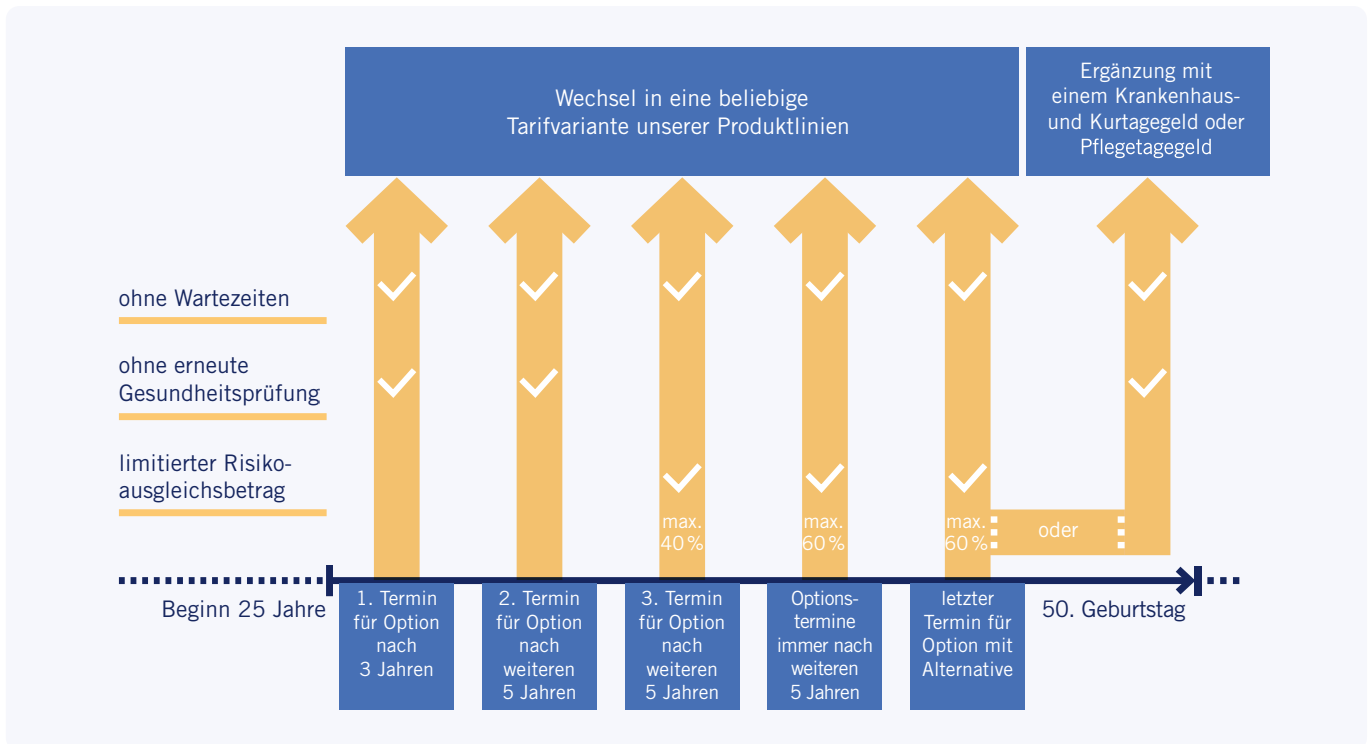 Wechsel in eine beliebige
Tarifvariante unserer Produktlinien
Ergänzung mit
einem Krankenhaus-
und Kurtagegeld oder
Pflegetagegeld
ohne Wartezeiten
ohne erneute
Gesundheitsprüfung
limitierter Risiko-
ausgleichsbetrag
max.
40 %
max.
60 %
max.
60 %
oder
Beginn 25 Jahre
1. Termin
für Option
nach
3 Jahren
2. Termin
für Option
nach
weiteren
5 Jahren
3. Termin
für Option
nach
weiteren
5 Jahren
Options-
termine
immer nach
weiteren
5 Jahren
letzter
Termin für
Option mit
Alternative
50. Geburtstag